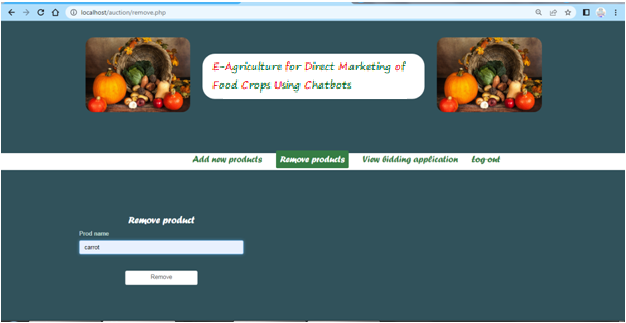 localhost/auction/remove.php
E-Agriculture for Direct Marketing of
Food Crops Using Chatbots
Add new products Remove products View bidding application Log out
Remove product
Prod name
carrot
Remove